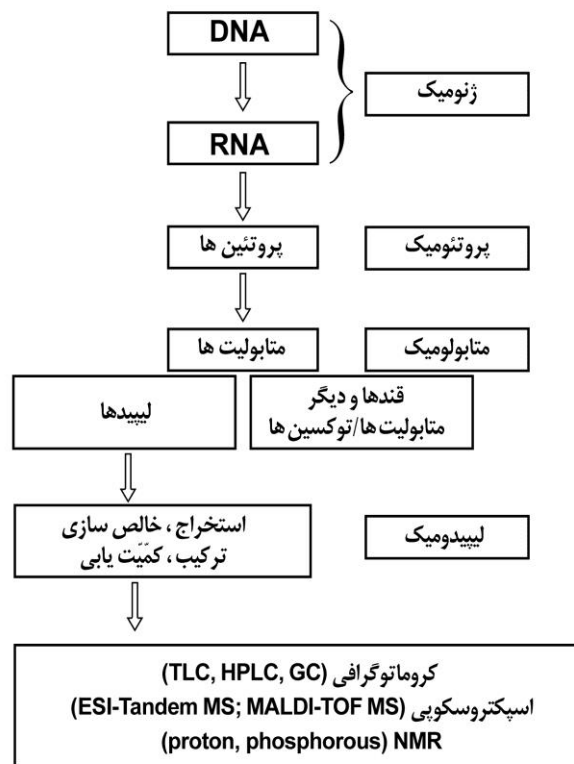 DNA
ژنومیک
RNA
پروتئین ها
پروتئومیک
متابولیت ها
متابولومیک
لیپیدها
قندها و دیگر
متابولیت ها/توکسین ها
استخراج، خالص سازی
ترکیب، کمّیّت یابی
لیپیدومیک
کروماتوگرافی (TLC, HPLC, GC)
اسپکتروسکوپی (ESI-Tandem MS; MALDI-TOF MS)
(proton, phosphorous) NMR